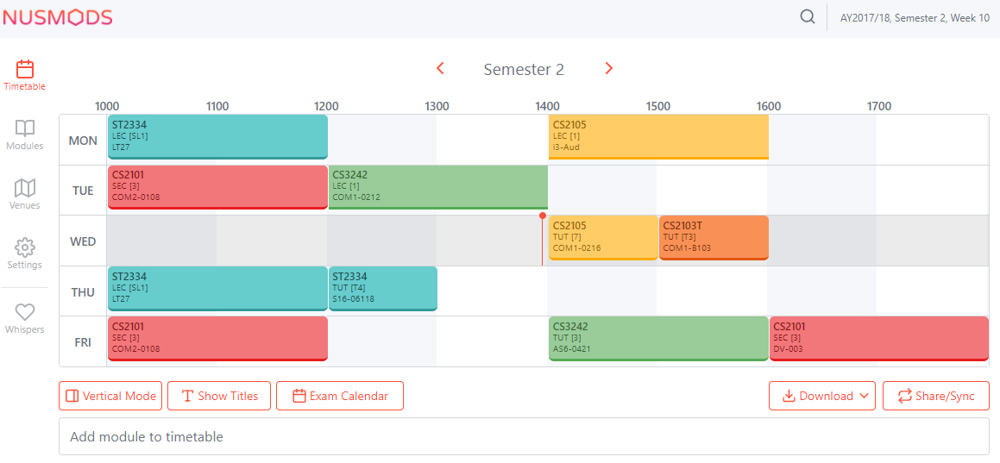 NUSMODS
AY2017/18, Semester 2, Week 10
Timetable
Modules
Venues
Settings
Whispers
Semester 2
1000 1100 1200 1300 1400 1500 1600 1700
MON
ST2334
LEC [SL1]
LT27
CS2105
LEC [1]
i3-Aud
TUE
CS2101
SEC [3]
COM2-0108
CS3242
LEC [1]
COM1-0212
WED
CS2105
TUT [7]
COM1-0216
CS2103T
TUT [T3]
COM1-B103
THU
ST2334
LEC [SL1]
LT27
ST2334
TUT [T4]
S16-06118
FRI
CS2101
SEC [3]
COM2-0108
CS3242
TUT [3]
AS6-0421
CS2101
SEC [3]
DV-003
Vertical Mode
Show Titles
Exam Calendar
Download
Share/Sync
Add module to timetable